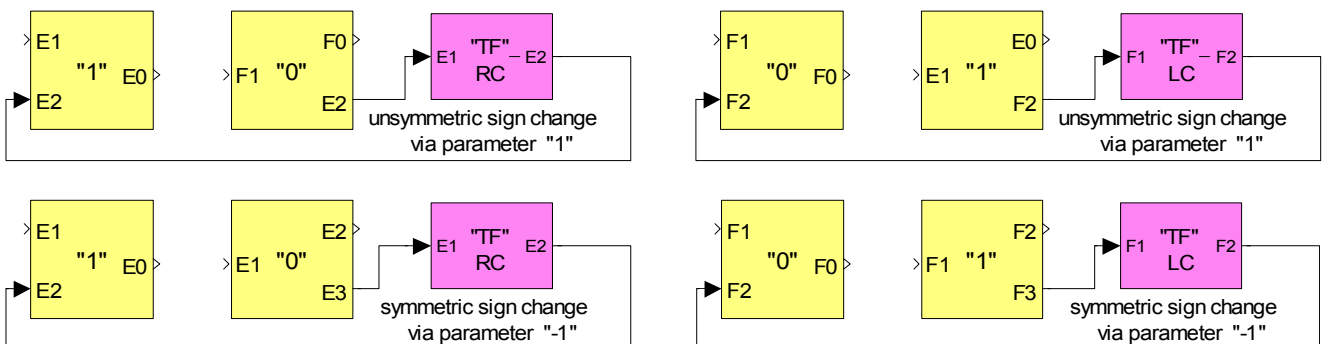 E1
"1" E0
E2
F0
F1 "0"
E2
"TF"
E1 – E2
RC
unsymmetric sign change
via parameter "1"
F1
"0" F0
F2
E0
E1 "1"
F2
"TF"
F1 – F2
LC
unsymmetric sign change
via parameter "1"
E1
"1" E0
E2
E2
E1 "0"
E3
"TF"
E1 E2
RC
symmetric sign change
via parameter "-1"
F1
"0" F0
F2
F2
F1 "1"
F3
"TF"
F1 F2
LC
symmetric sign change
via parameter "-1"